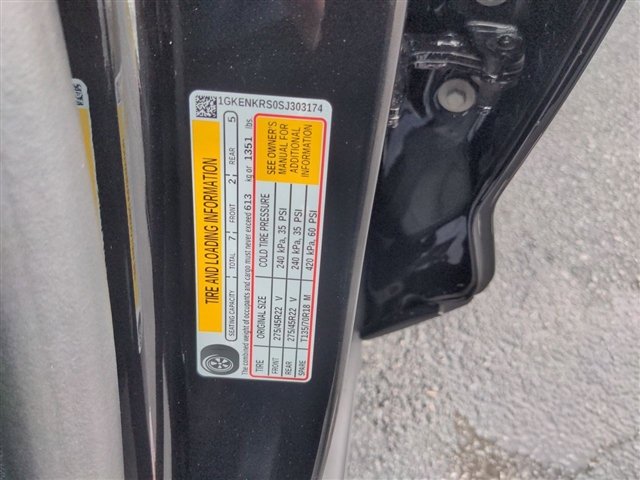 1GKENKRS0SJ303174
TIRE AND LOADING INFORMATION
SEATING CAPACITY TOTAL 7 FRONT 2 REAR 5
The combined weight of occupants and cargo must never exceed 613 kg or 1351 lbs.
TIRE ORIGINAL SIZE COLD TIRE PRESSURE
FRONT 275/45R22 V 240 kPa, 35 PSI
REAR 275/45R22 V 240 kPa, 35 PSI
SPARE T135/70R18 M 420 kPa, 60 PSI
SEE OWNER'S
MANUAL FOR
ADDITIONAL
INFORMATION